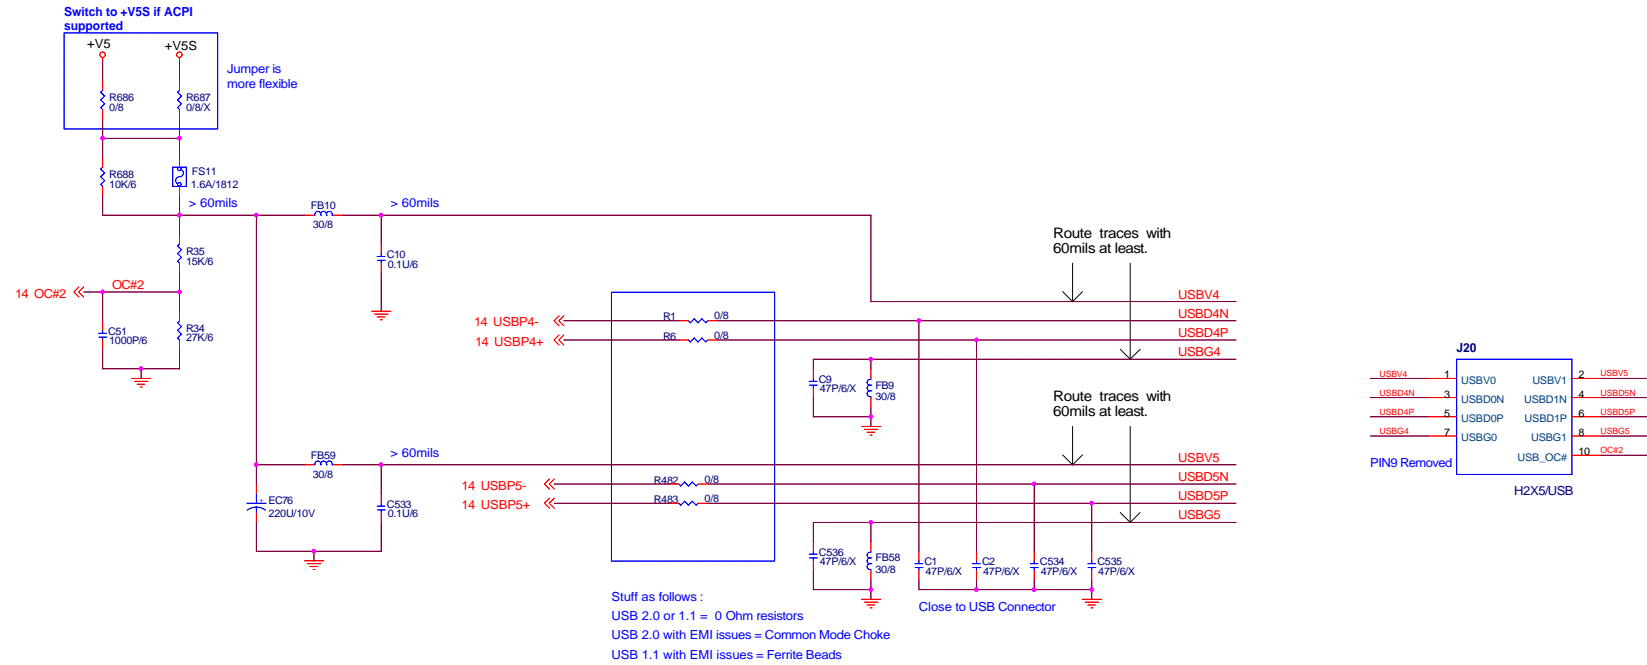 Switch to +V5S if ACPI
supported
+V5
+V5S
Jumper is
more flexible
R686
0/8
R687
0/8/X
R688
10K/6
FS11
1.6A/1812
> 60mils
FB10
30/8
> 60mils
C10
0.1U/6
R35
15K/6
14 OC#2
OC#2
C51
1000P/6
R34
27K/6
Route traces with
60mils at least.
USBV4
14 USBP4-
R1
0/8
USBD4N
14 USBP4+
R6
0/8
USBD4P
USBG4
C9
47P/6/X
FB9
30/8
Route traces with
60mils at least.
FB59
30/8
> 60mils
USBV5
14 USBP5-
R482
0/8
USBD5N
14 USBP5+
R483
0/8
USBD5P
USBG5
EC76
220U/10V
+
C533
0.1U/6
C536
47P/6/X
FB58
30/8
C1
47P/6/X
C2
47P/6/X
C534
47P/6/X
C535
47P/6/X
Close to USB Connector
Stuff as follows :
USB 2.0 or 1.1 = 0 Ohm resistors
USB 2.0 with EMI issues = Common Mode Choke
USB 1.1 with EMI issues = Ferrite Beads
J20
USBV4 1 USBV0 USBV1 2 USBV5
USBD4N 3 USBD0N USBD1N 4 USBD5N
USBD4P 5 USBD0P USBD1P 6 USBD5P
USBG4 7 USBG0 USBG1 8 USBG5
PIN9 Removed USB_OC# 10 OC#2
H2X5/USB